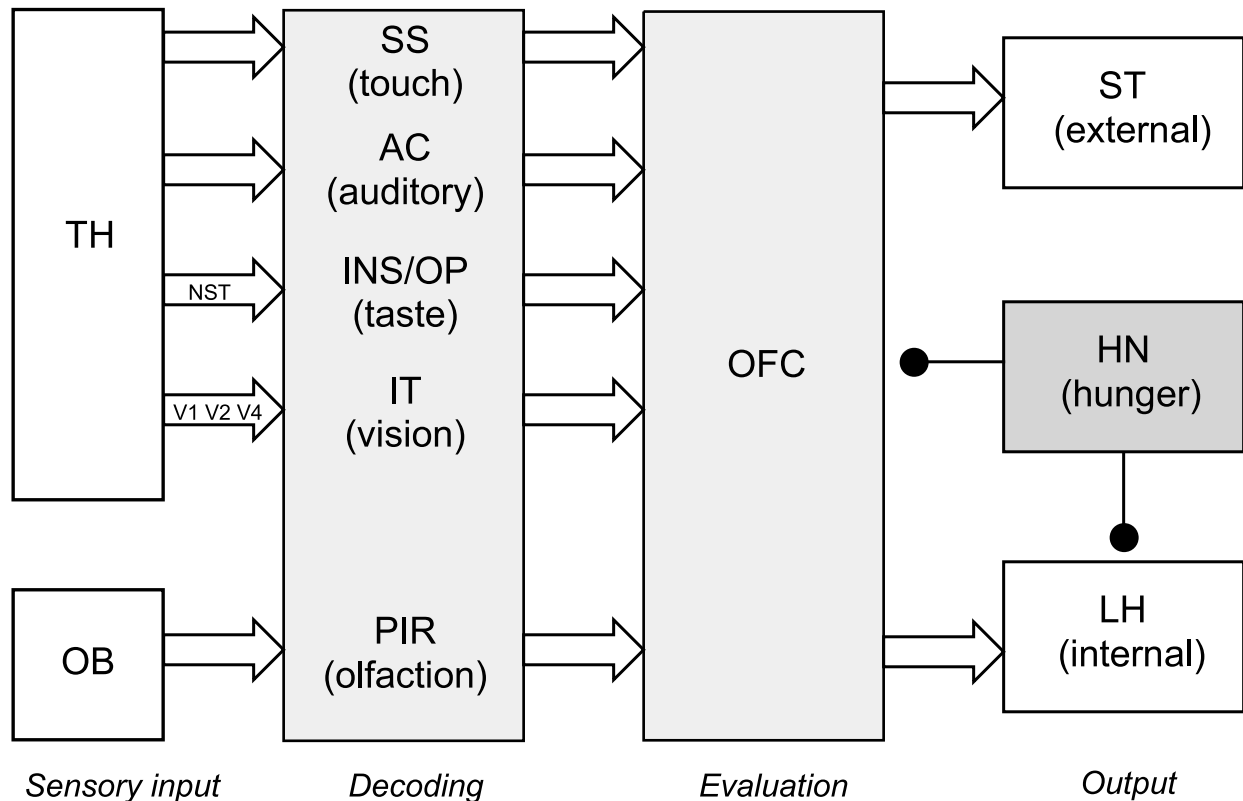 TH
OB
NST
V1 V2 V4
SS
(touch)
AC
(auditory)
INS/OP
(taste)
IT
(vision)
PIR
(olfaction)
OFC
ST
(external)
HN
(hunger)
LH
(internal)
Sensory input
Decoding
Evaluation
Output